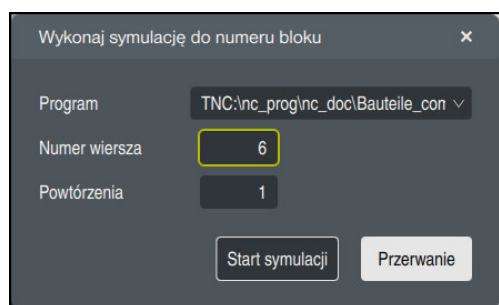 Wykonaj symulację do numeru bloku ×
Program TNC:\nc_prog\nc_doc\Bauteile_con
Numer wiersza 6
Powtórzenia 1
Start symulacji Przerwanie